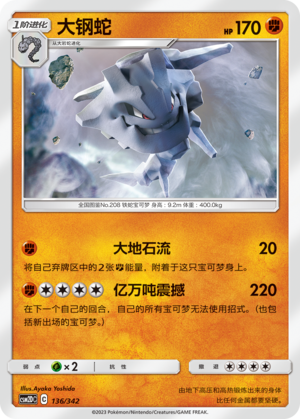 1阶进化
大钢蛇
HP 170
从大岩蛇进化
全国图鉴No.208 铁蛇宝可梦 身高:9.2m 体重:400.0kg
大地石流 20
将自己弃牌区中的2张能量,附着于这只宝可梦身上。
亿万吨震撼 220
在下一个自己的回合,自己的所有宝可梦无法使用招式。(也包括新出场的宝可梦。)
弱点 ×2 抗性 撤退
Illus.Ayaka Yoshida
CSM2DC C 136/342
由地下高压和高热锻炼出来的身体
比任何金属都要坚硬。
©2023 Pokémon/Nintendo/Creatures/GAME FREAK.